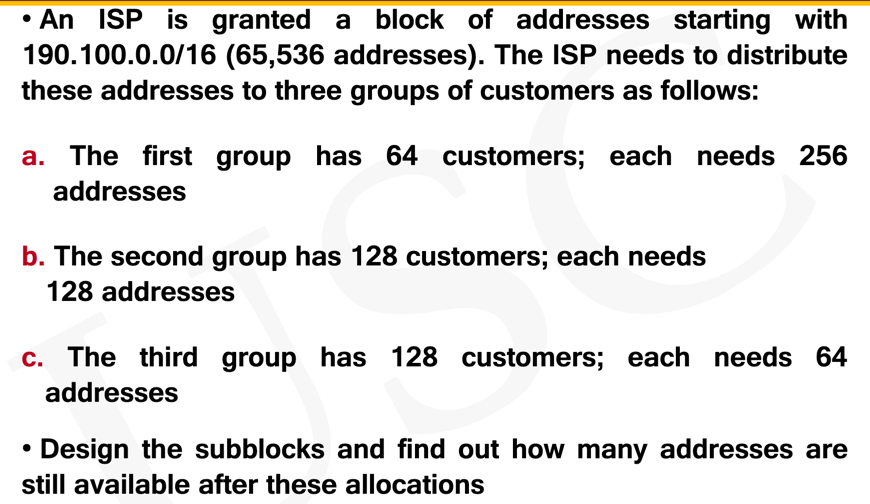 • An ISP is granted a block of addresses starting with
190.100.0.0/16 (65,536 addresses). The ISP needs to distribute
these addresses to three groups of customers as follows:
a. The first group has 64 customers; each needs 256
addresses
b. The second group has 128 customers; each needs
128 addresses
c. The third group has 128 customers; each needs 64
addresses
• Design the subblocks and find out how many addresses are
still available after these allocations
USC